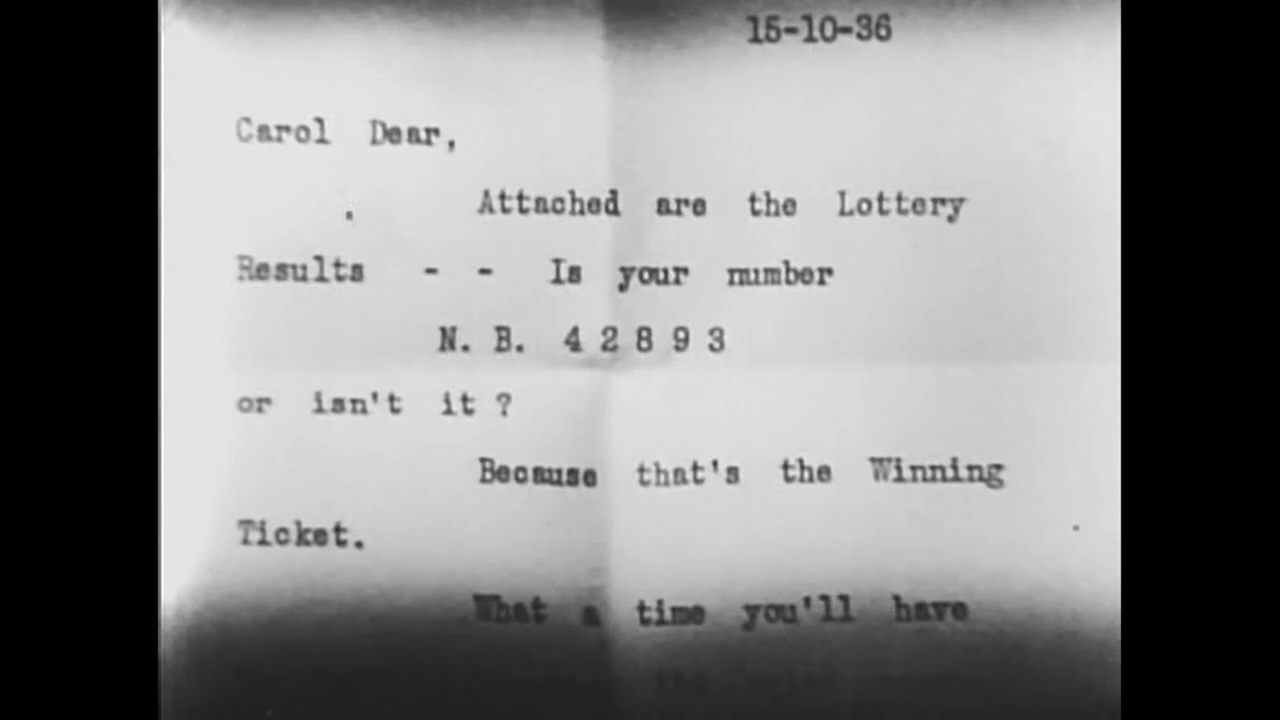 15-10-36
Carol Dear,
Attached are the Lottery
Results - - Is your number
N. B. 4 2 8 9 3
or isn't it ?
Because that's the Winning
Ticket.
What a time you'll have
the